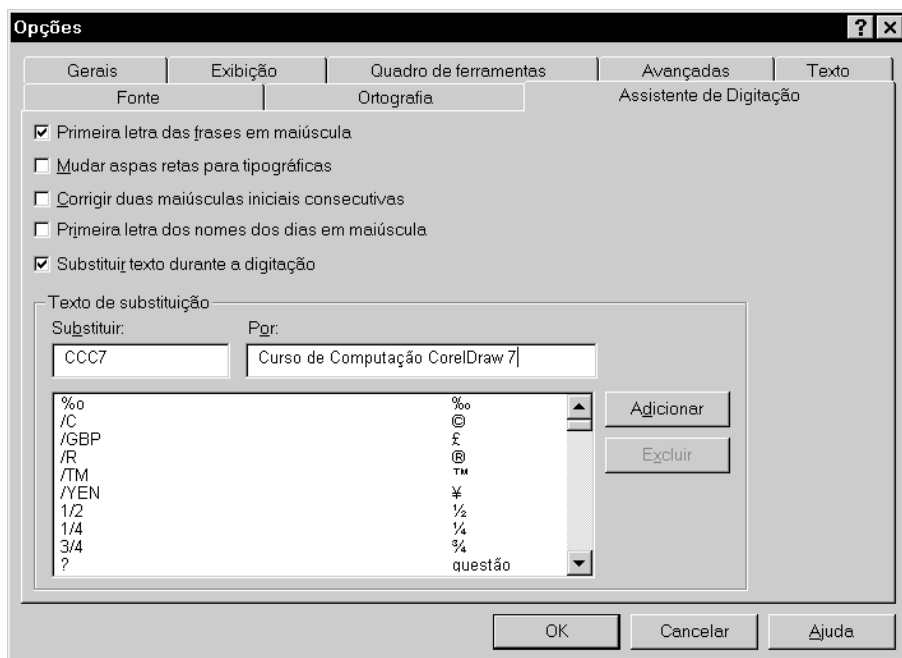 Opções ? ×
Gerais Exibição Quadro de ferramentas Avançadas Texto
Fonte Ortografia Assistente de Digitação
Primeira letra das frases em maiúscula
Mudar aspas retas para tipográficas
Corrigir duas maiúsculas iniciais consecutivas
Primeira letra dos nomes dos dias em maiúscula
Substituir texto durante a digitação
Texto de substituição
Substituir: Por:
CCC7 Curso de Computação CorelDraw 7
%o ‰
/C ©
/GBP £
/R ®
/TM ™
/YEN ¥
1/2 ½
1/4 ¼
3/4 ¾
? questão
Adicionar
Excluir
OK Cancelar Ajuda